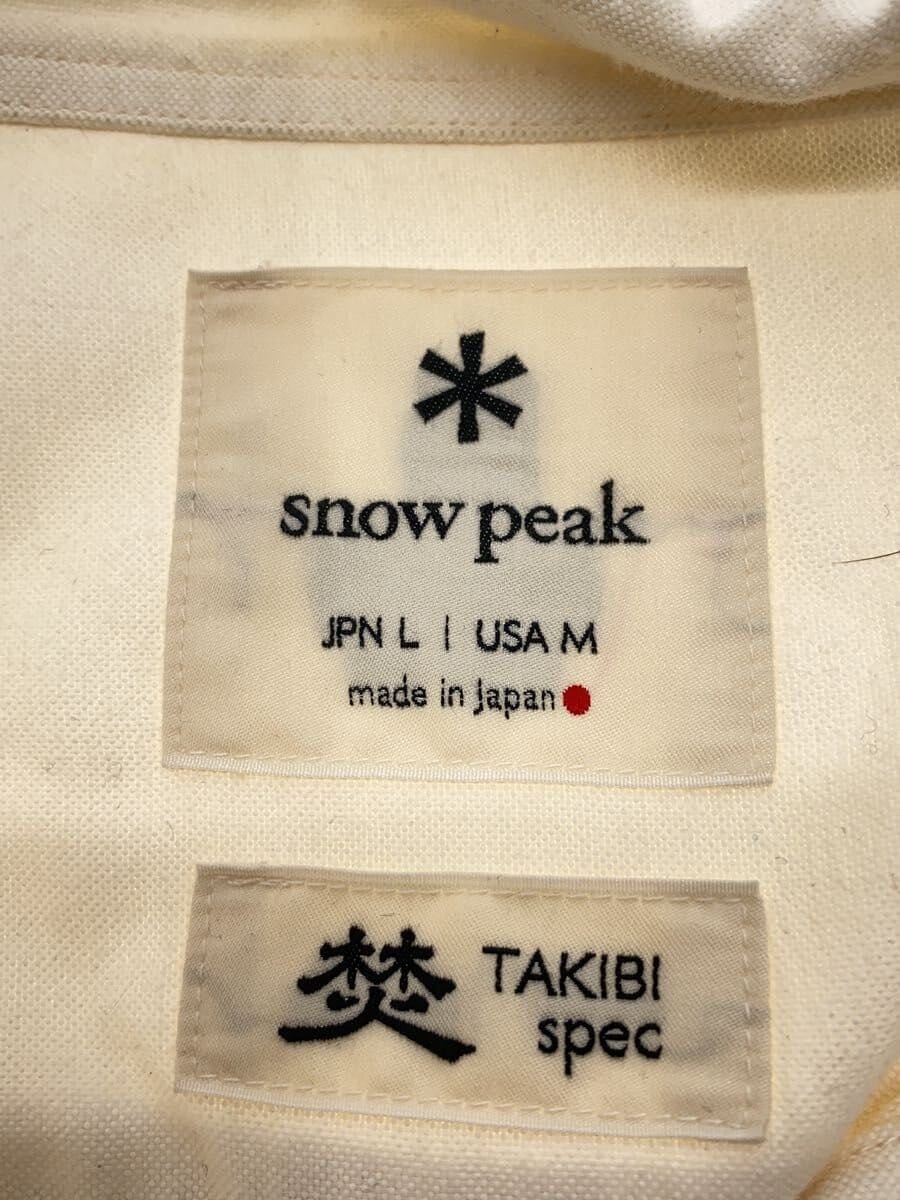 snow peak
JPN L | USA M
made in Japan
焚 TAKIBI
spec